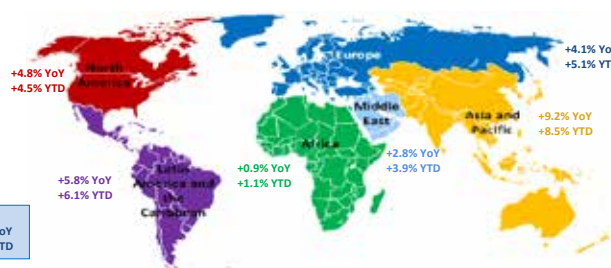 +4.1% Yo
+5.1% YT
Europe
North
America
+4.8% YoY
+4.5% YTD
Middle
East
Asia and
Pacific
+9.2% YoY
+8.5% YTD
Africa
+2.8% YoY
+3.9% YTD
+0.9% YoY
+1.1% YTD
Latin
America and
the
Caribbean
+5.8% YoY
+6.1% YTD
oY
TD